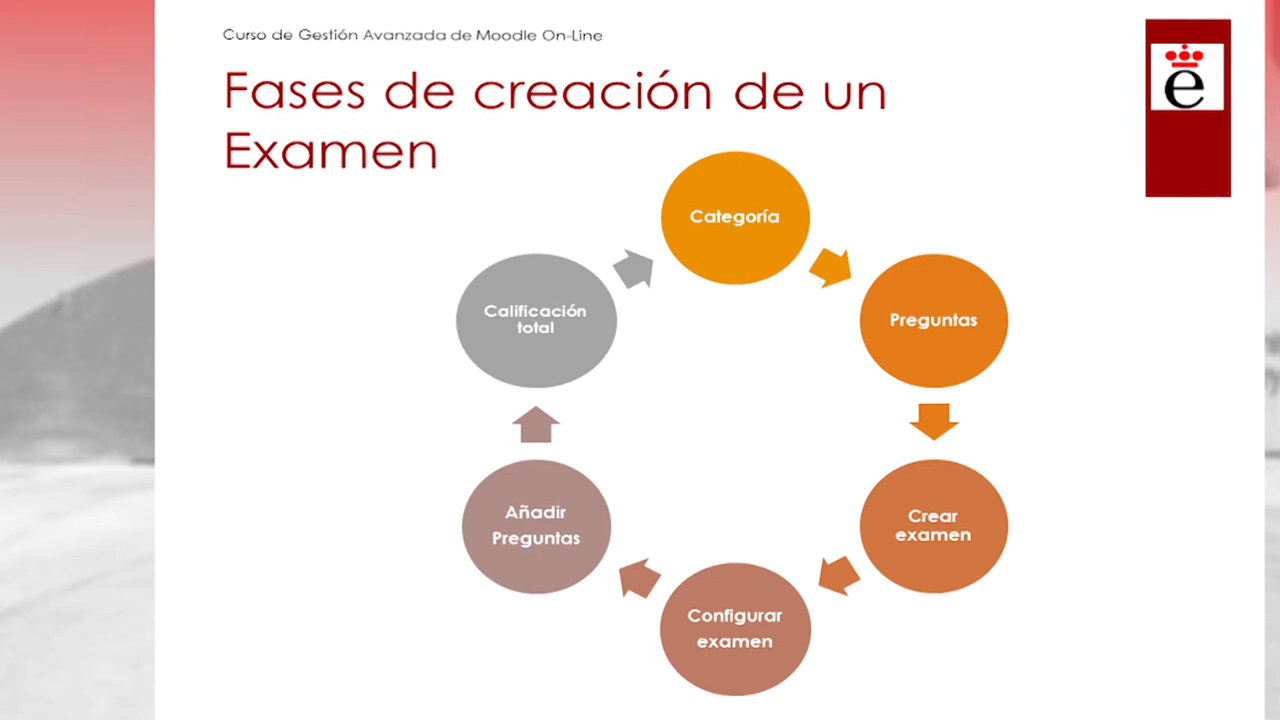 Curso de Gestión Avanzada de Moodle On-Line
Fases de creación de un
Examen
Categoría
Preguntas
Crear
examen
Configurar
examen
Añadir
Preguntas
Calificación
total
e